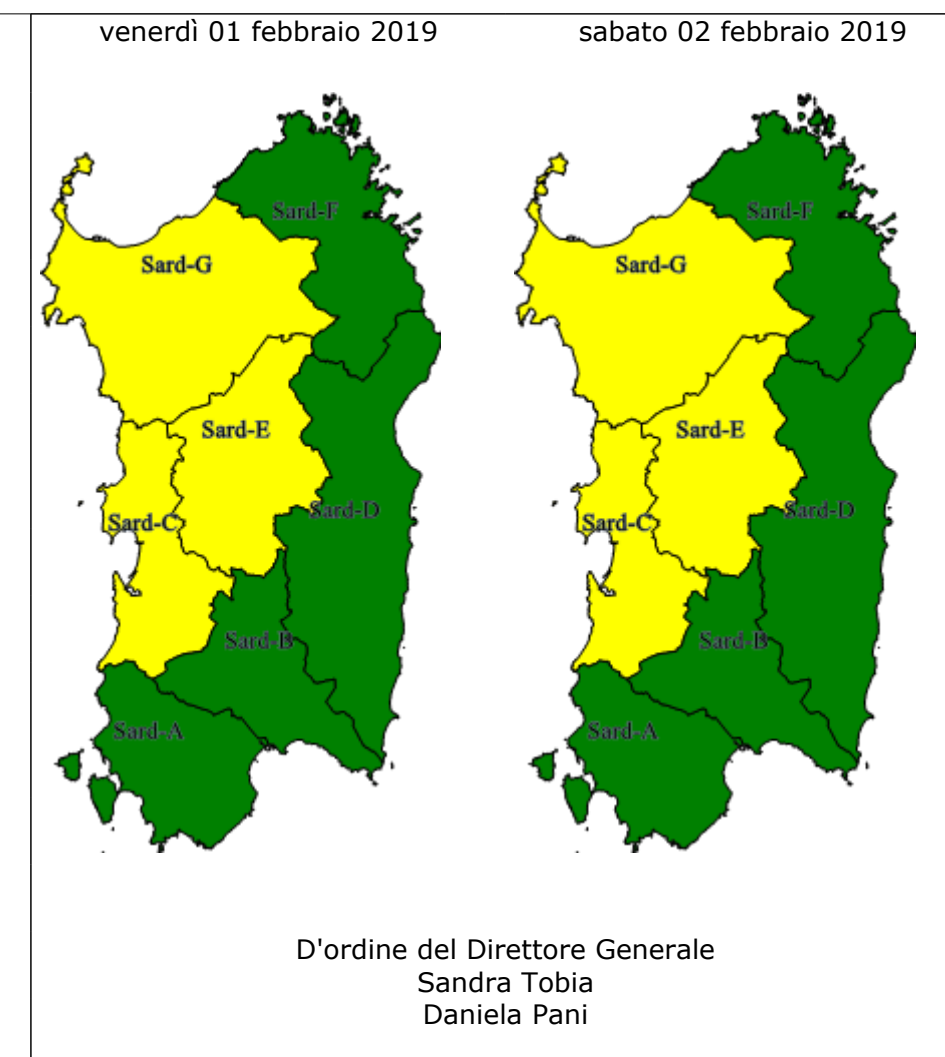 venerdì 01 febbraio 2019
Sard-F
Sard-G
Sard-E
Sard-D
Sard-C
Sard-B
Sard-A
sabato 02 febbraio 2019
Sard-F
Sard-G
Sard-E
Sard-D
Sard-C
Sard-B
Sard-A
D'ordine del Direttore Generale
Sandra Tobia
Daniela Pani